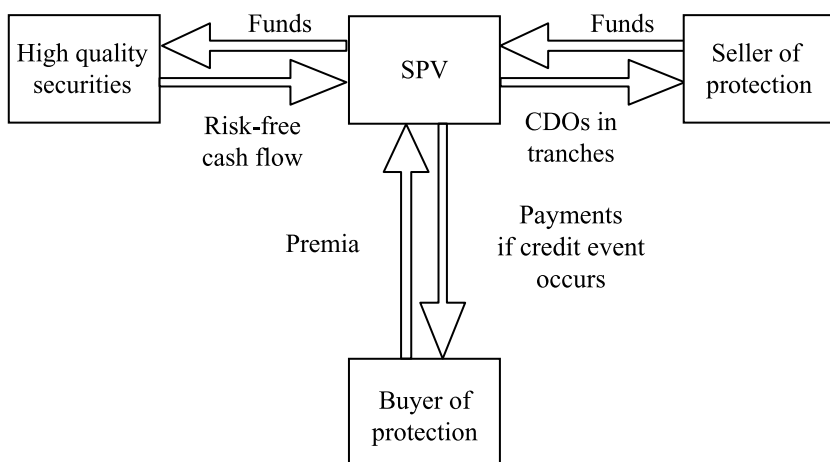 Funds
Funds
High quality
securities
SPV
Seller of
protection
Risk-free
cash flow
CDOs in
tranches
Premia
Payments
if credit event
occurs
Buyer of
protection